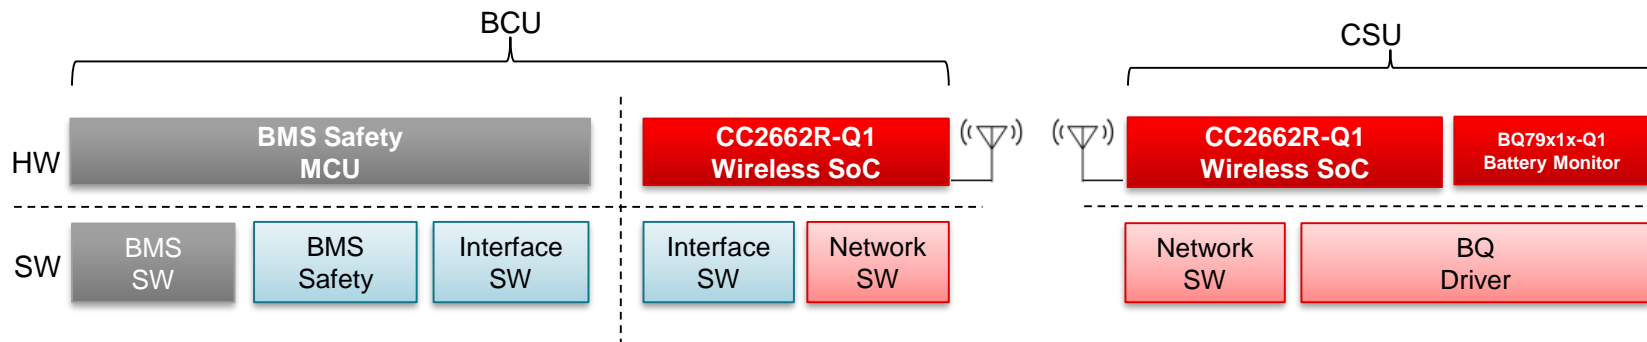 BCU
CSU
HW
BMS Safety
MCU
CC2662R-Q1
Wireless SoC
CC2662R-Q1
Wireless SoC
BQ79x1x-Q1
Battery Monitor
SW
BMS
SW
BMS
Safety
Interface
SW
Interface
SW
Network
SW
Network
SW
BQ
Driver